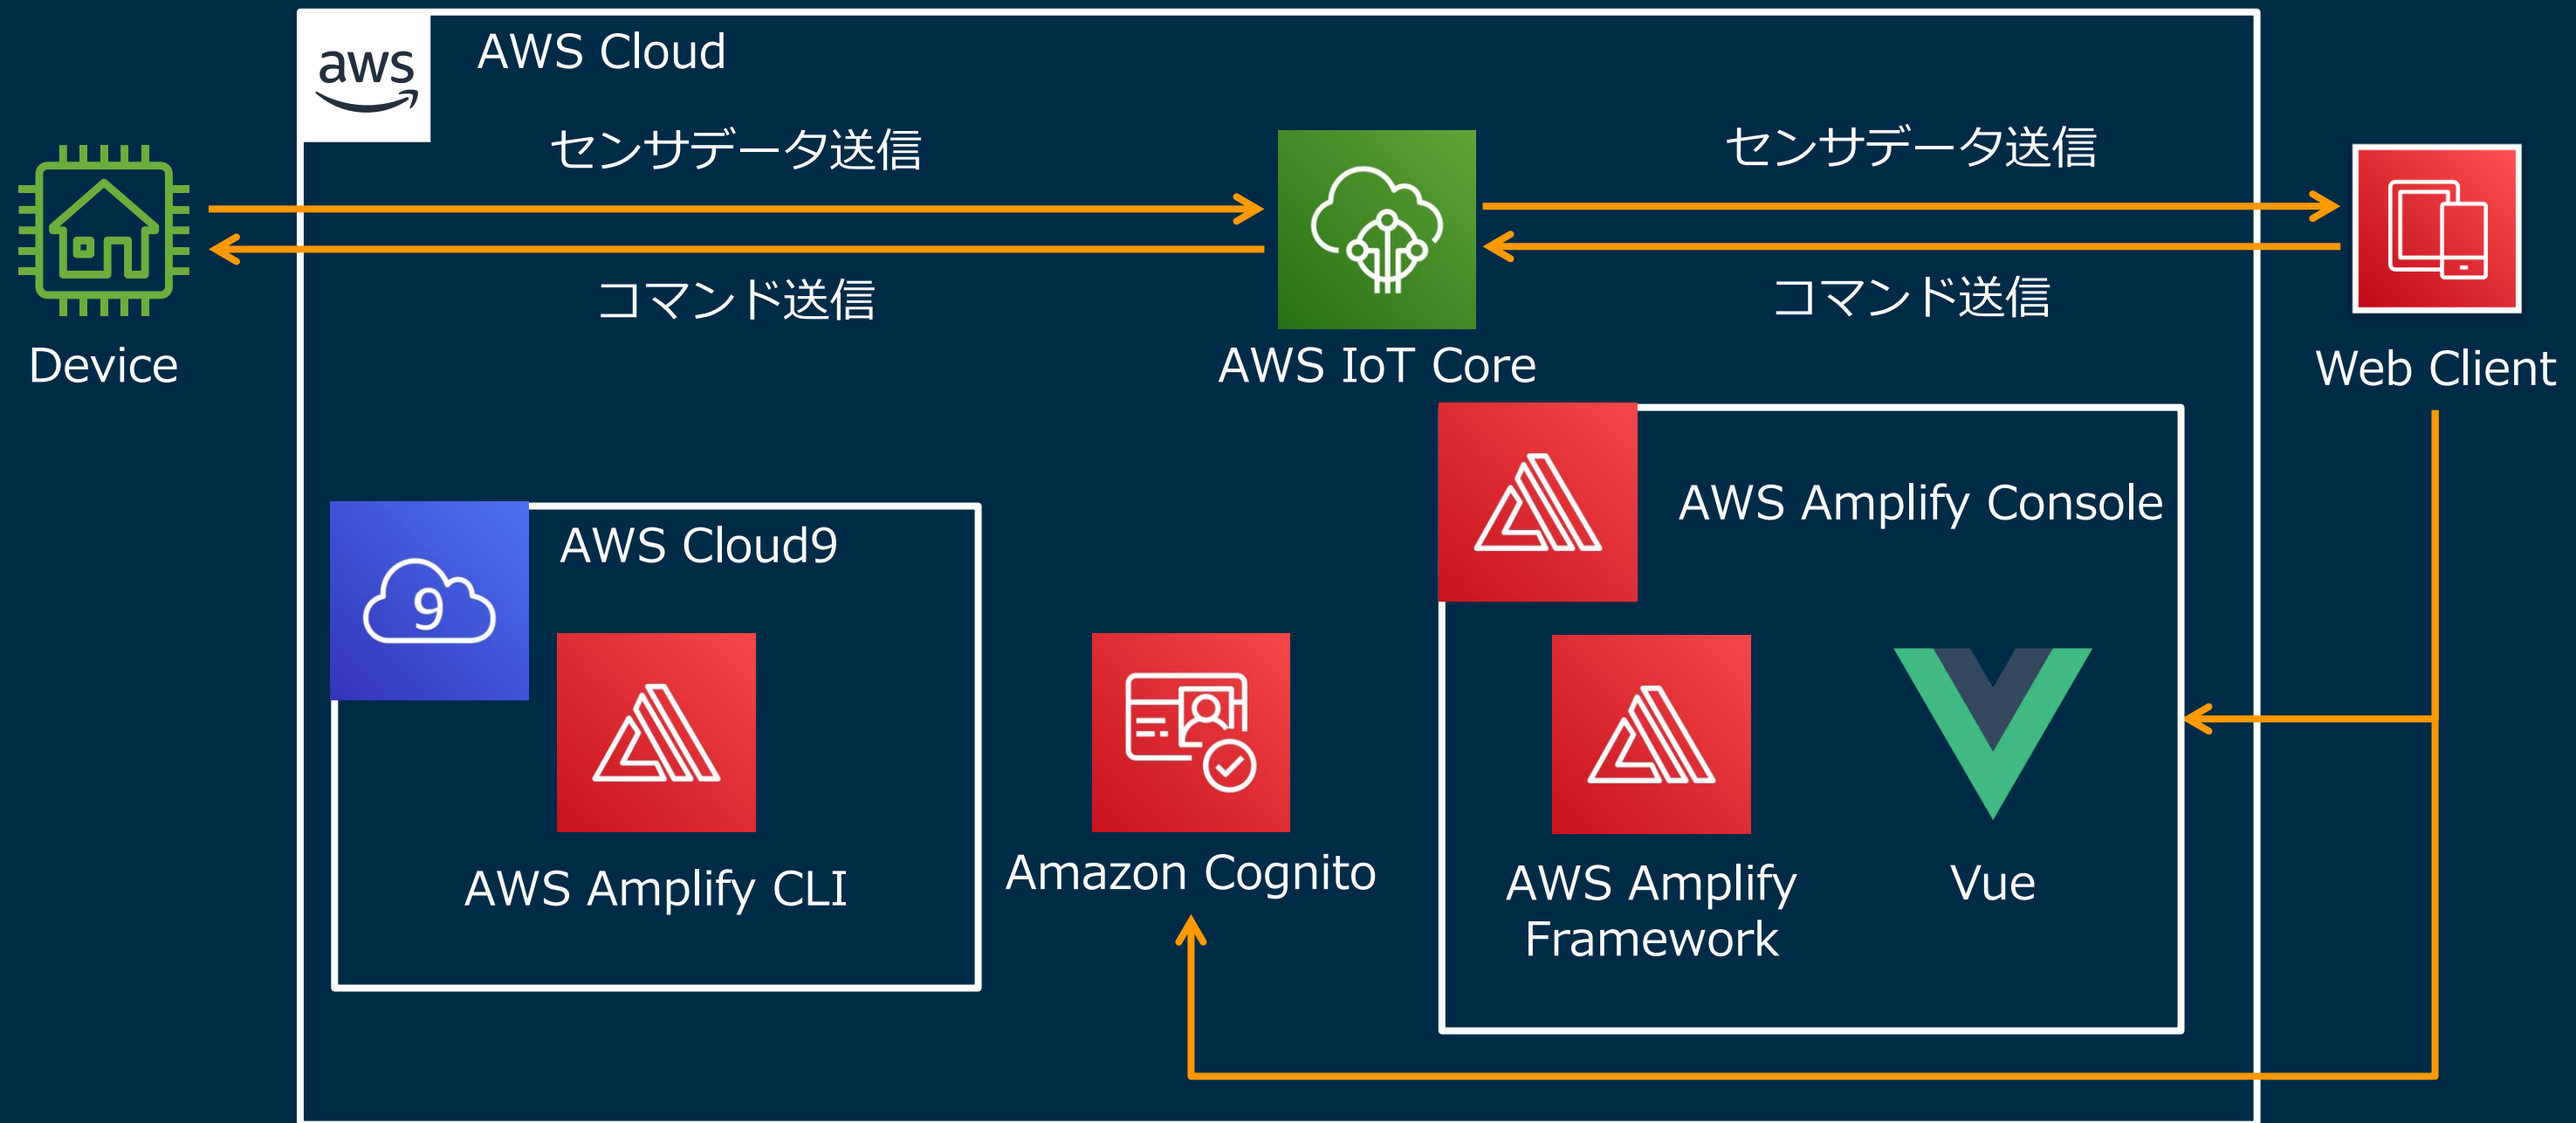 aws
AWS Cloud
センサデータ送信
センサデータ送信
コマンド送信
コマンド送信
Device
AWS IoT Core
Web Client
AWS Amplify Console
AWS Cloud9
9
AWS Amplify CLI
Amazon Cognito
AWS Amplify
Framework
Vue